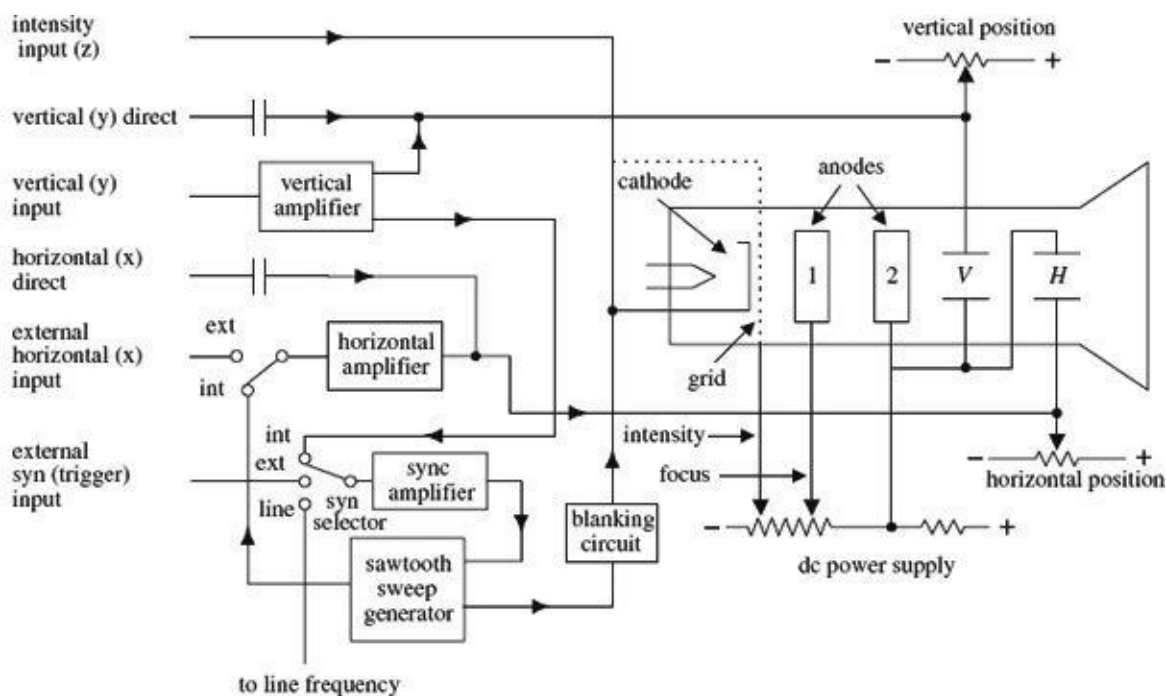 intensity
input (z)
vertical (y) direct
vertical (y)
input
vertical
amplifier
horizontal (x)
direct
external
horizontal (x)
input
ext
int
horizontal
amplifier
external
syn (trigger)
input
int
ext
line
syn
selector
sync
amplifier
sawtooth
sweep
generator
blanking
circuit
to line frequency
vertical position
- +
cathode
anodes
1
2
V
H
grid
intensity
focus
- +
horizontal position
- +
dc power supply